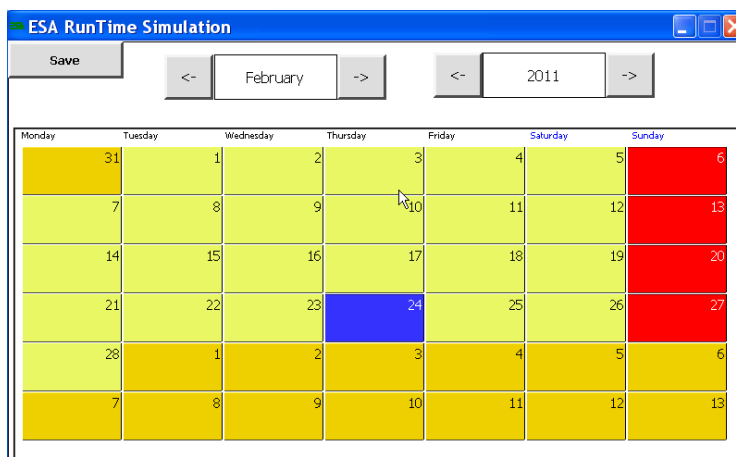 ESA RunTime Simulation
Save
<- February -> <- 2011 ->
Monday Tuesday Wednesday Thursday Friday Saturday Sunday
31 1 2 3 4 5 6
7 8 9 10 11 12 13
14 15 16 17 18 19 20
21 22 23 24 25 26 27
28 1 2 3 4 5 6
7 8 9 10 11 12 13